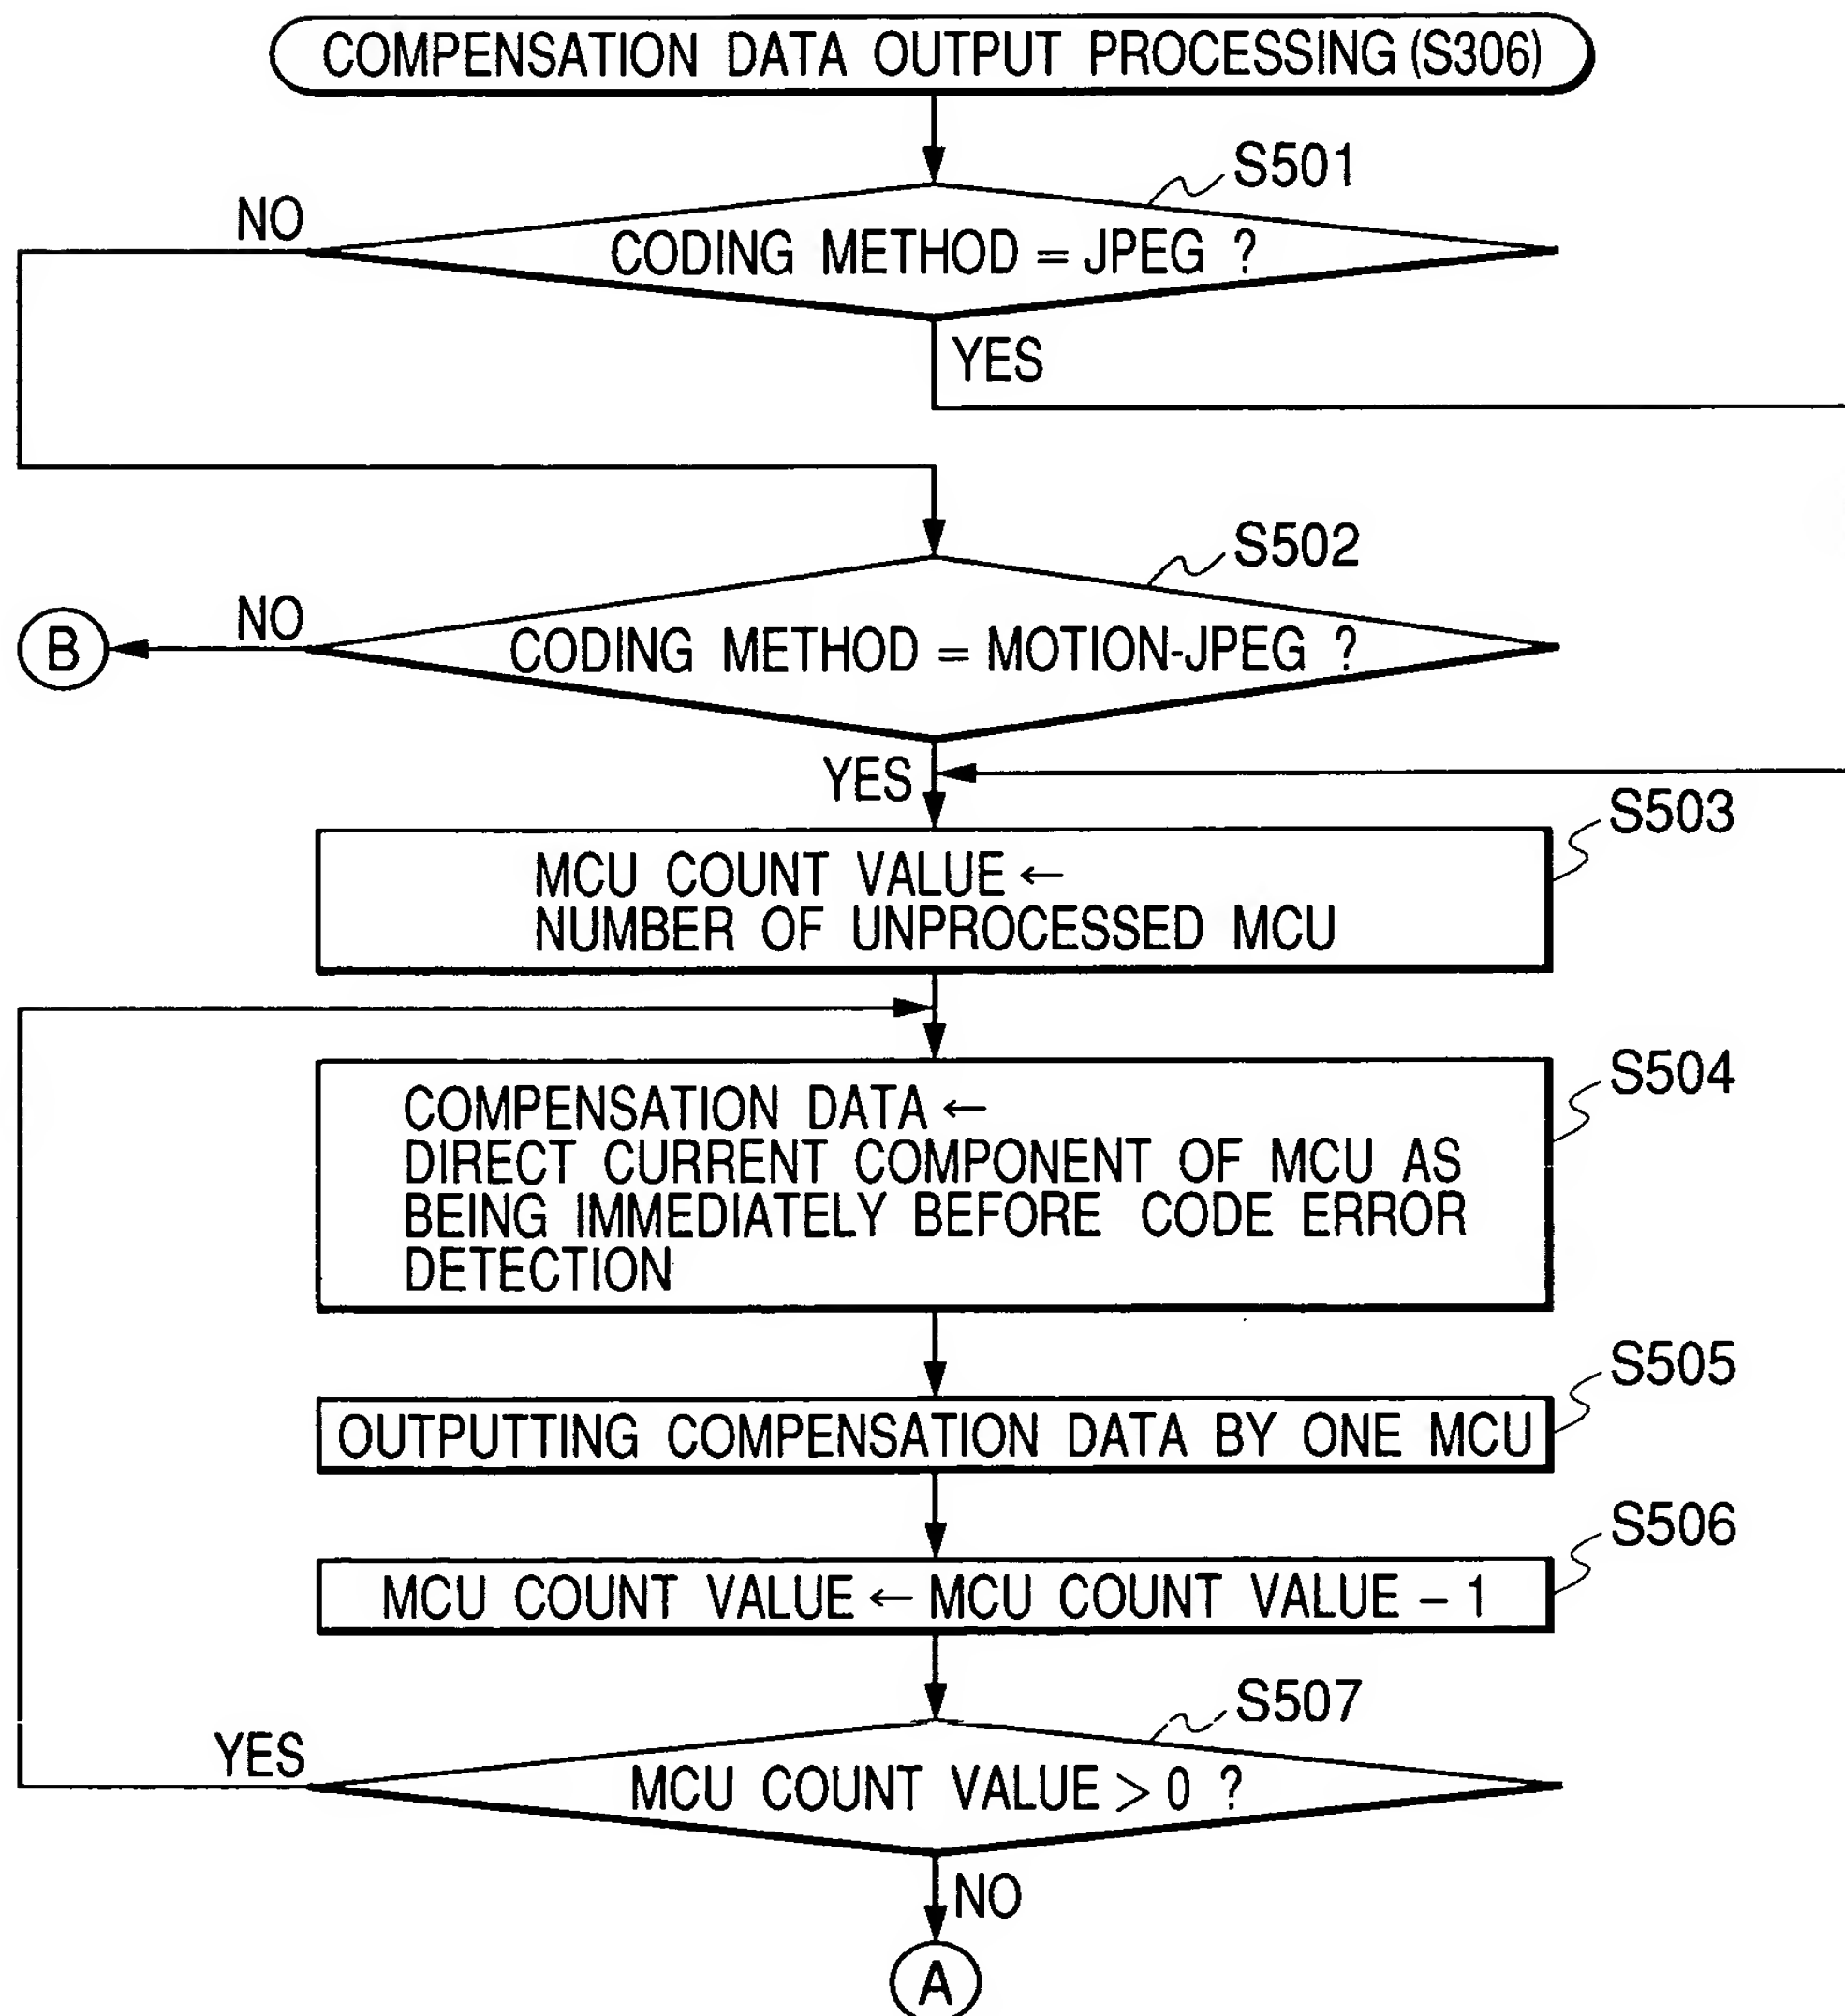 COMPENSATION DATA OUTPUT PROCESSING (S306)
S501
NO
CODING METHOD = JPEG ?
YES
S502
B
NO
CODING METHOD = MOTION-JPEG ?
YES
S503
MCU COUNT VALUE ←
NUMBER OF UNPROCESSED MCU
S504
COMPENSATION DATA ←
DIRECT CURRENT COMPONENT OF MCU AS
BEING IMMEDIATELY BEFORE CODE ERROR
DETECTION
S505
OUTPUTTING COMPENSATION DATA BY ONE MCU
S506
MCU COUNT VALUE ← MCU COUNT VALUE – 1
S507
YES
MCU COUNT VALUE > 0 ?
NO
A